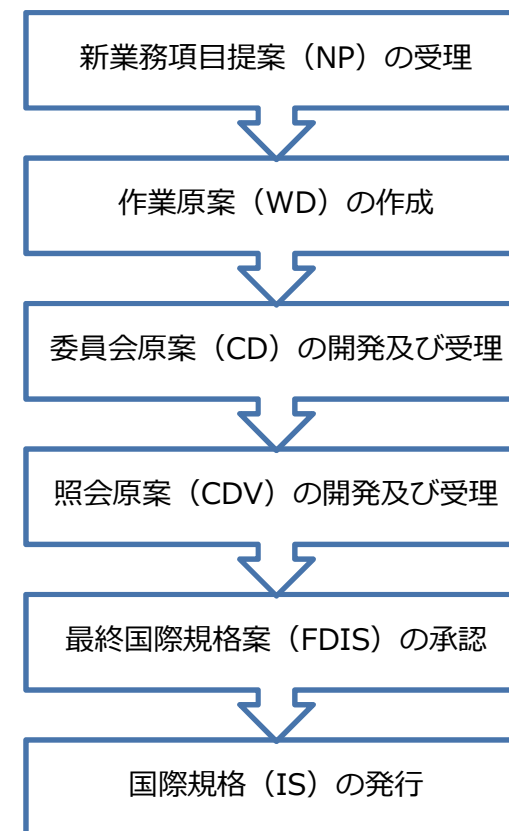 新業務項目提案（NP）の受理
作業原案（WD）の作成
委員会原案（CD）の開発及び受理
照会原案（CDV）の開発及び受理
最終国際規格案（FDIS）の承認
国際規格（IS）の発行